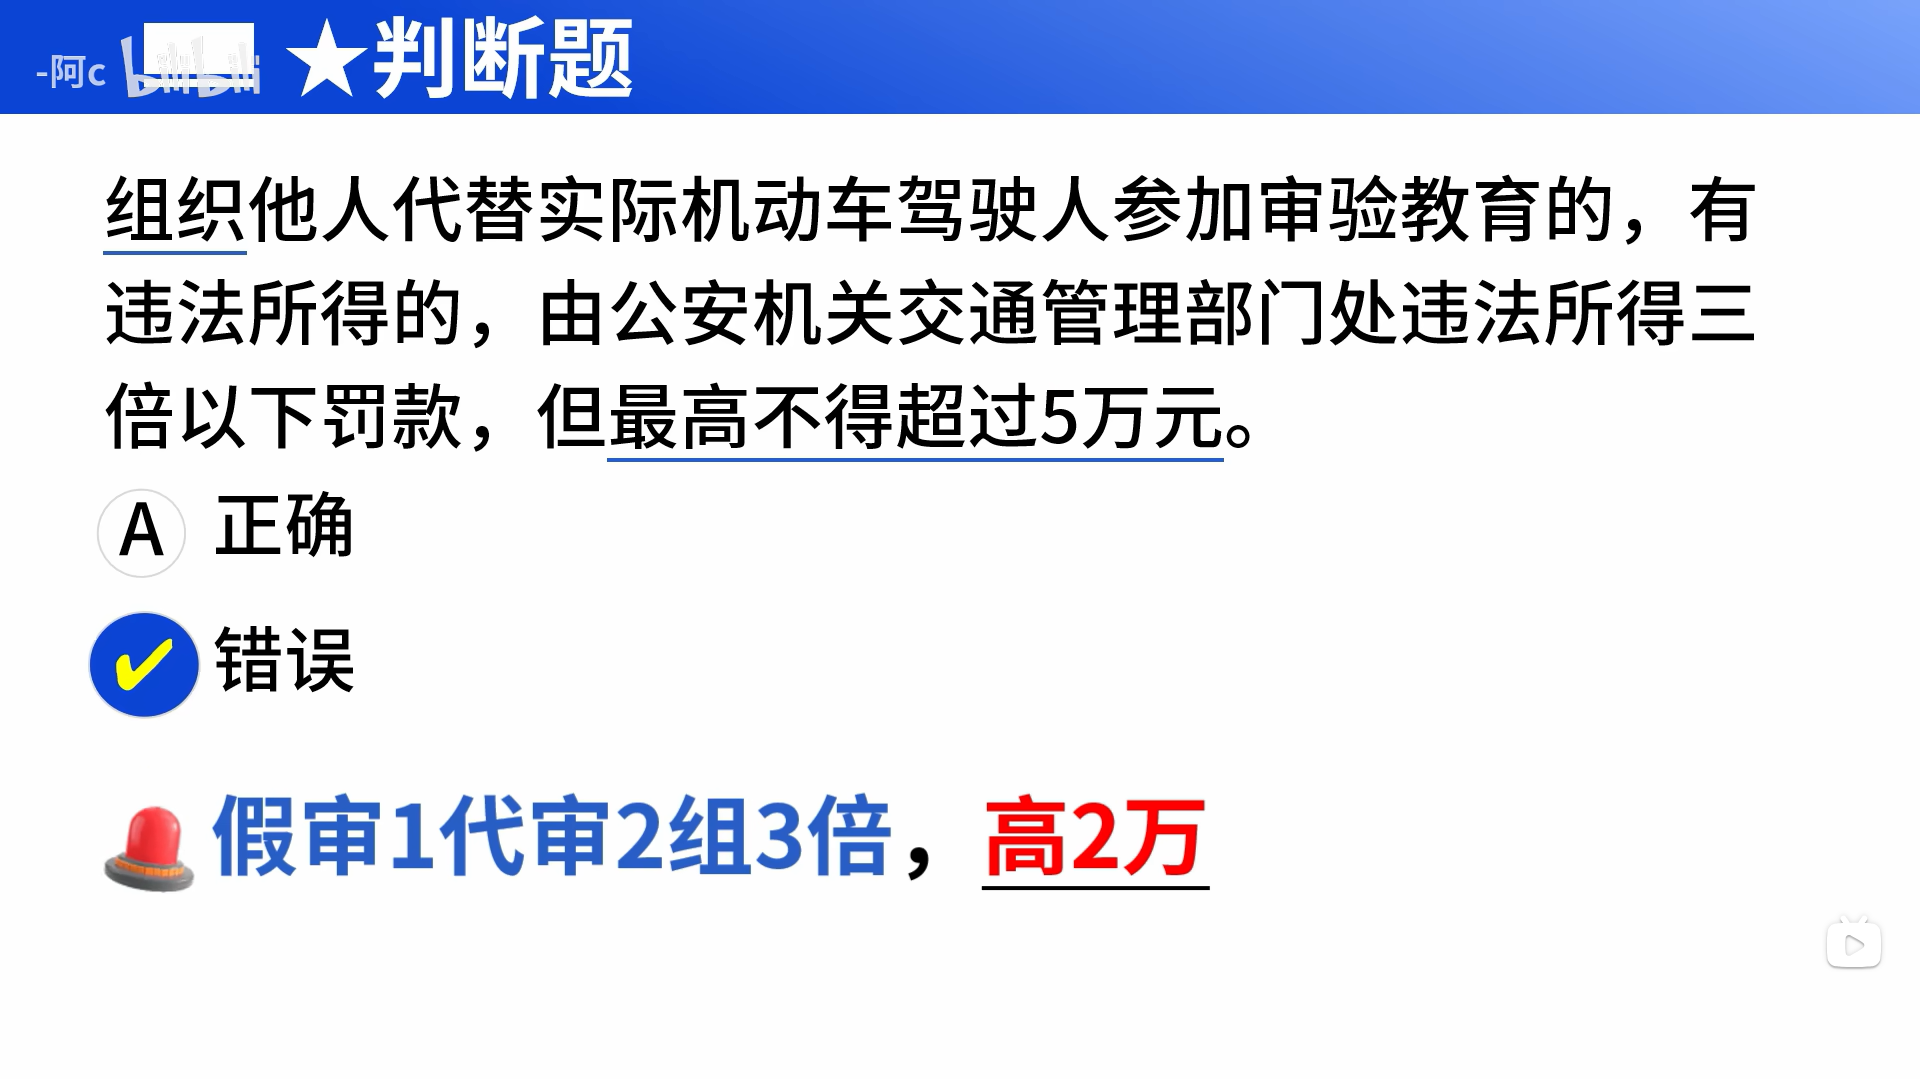 -阿c bilibili ★判断题
组织他人代替实际机动车驾驶人参加审验教育的，有
违法所得的，由公安机关交通管理部门处违法所得三
倍以下罚款，但最高不得超过5万元。
A 正确
✔ 错误
假审1代审2组3倍，高2万